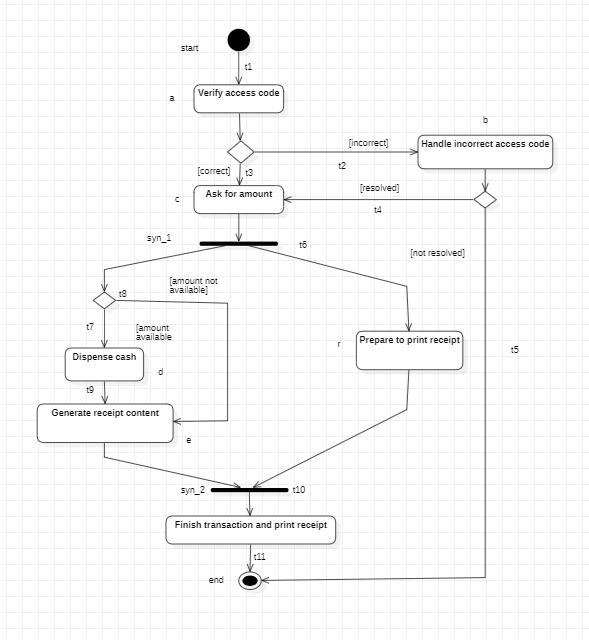 start
t1
Verify access code
a
b
[incorrect]
Handle incorrect access code
t2
[correct]
t3
[resolved]
Ask for amount
c
t4
syn_1
t6
[not resolved]
[amount not
available]
t8
t7
[amount
available
r
Prepare to print receipt
t5
Dispense cash
d
t9
Generate receipt content
e
syn_2
t10
Finish transaction and print receipt
t11
end